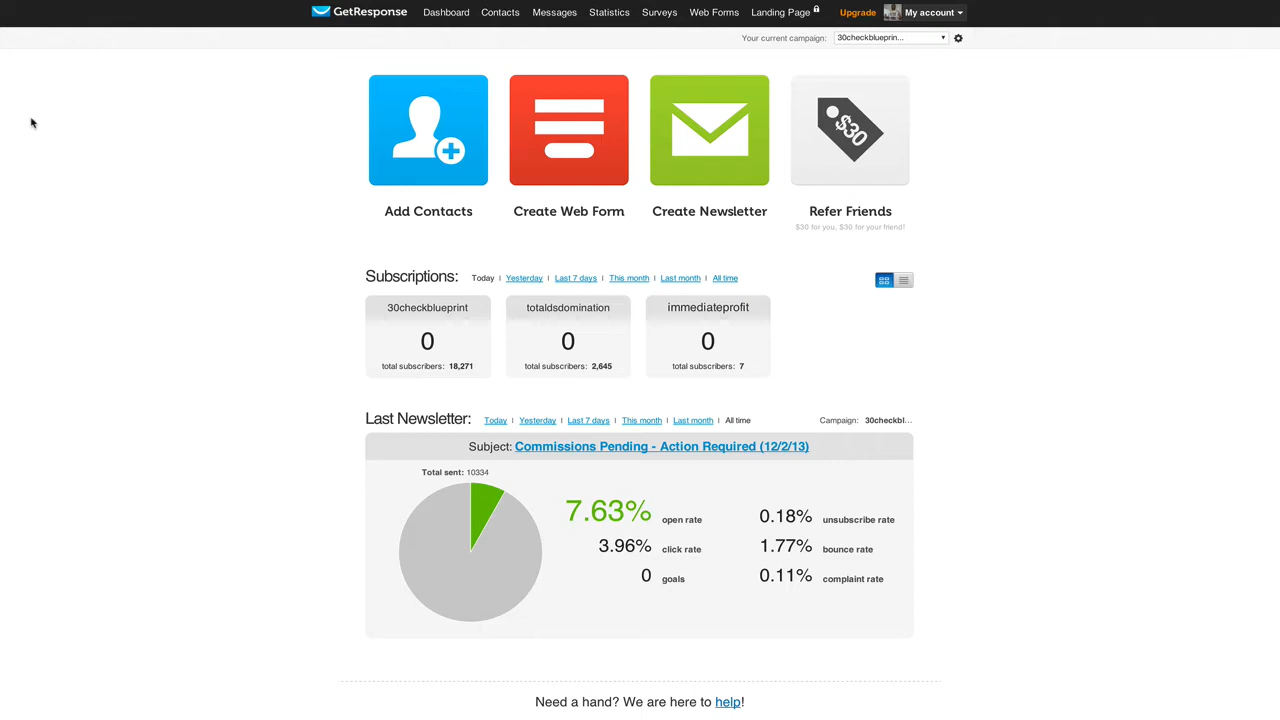 GetResponse Dashboard Contacts Messages Statistics Surveys Web Forms Landing Page Upgrade My account
Your current campaign: 30checkblueprin...
$30
Add Contacts Create Web Form Create Newsletter Refer Friends
$30 for you, $30 for your friend!
Subscriptions: Today | Yesterday | Last 7 days | This month | Last month | All time
30checkblueprint totaldsdomination immediateprofit
0 0 0
total subscribers: 18,271 total subscribers: 2,645 total subscribers: 7
Last Newsletter: Today | Yesterday | Last 7 days | This month | Last month | All time Campaign: 30checkbl...
Subject: Commissions Pending - Action Required (12/2/13)
Total sent: 10334
7.63% open rate 0.18% unsubscribe rate
3.96% click rate 1.77% bounce rate
0 goals 0.11% complaint rate
Need a hand? We are here to help!